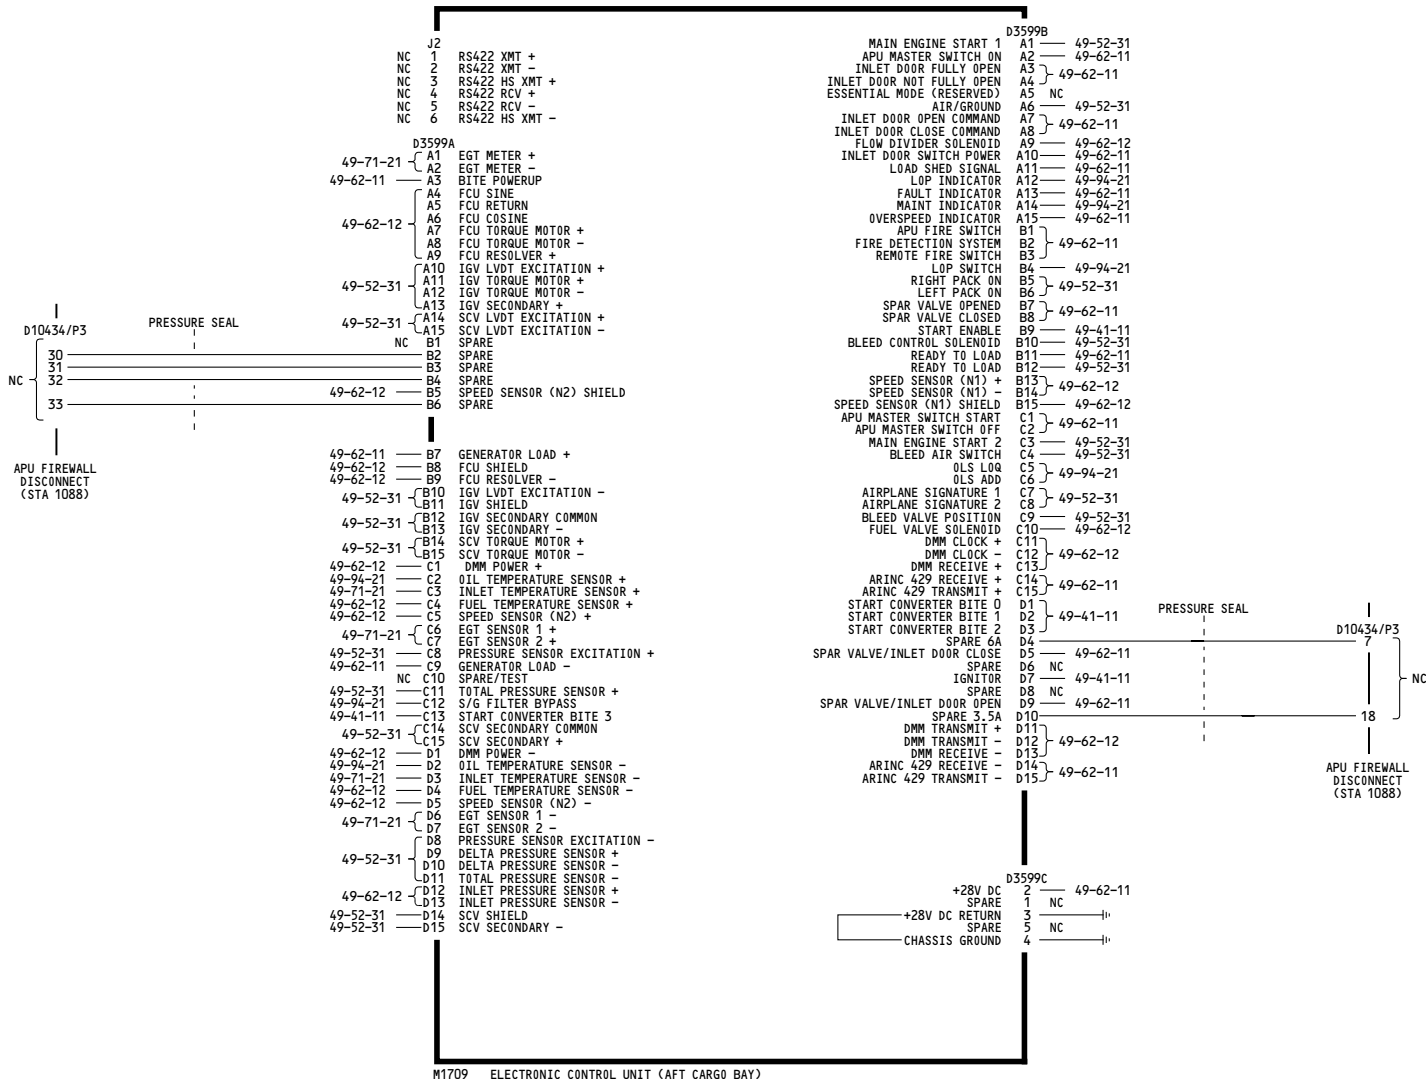 J2
NC 1 RS422 XMT +
NC 2 RS422 XMT -
NC 3 RS422 HS XMT +
NC 4 RS422 RCV +
NC 5 RS422 RCV -
NC 6 RS422 HS XMT -
D3599A
49-71-21
A1 EGT METER +
A2 EGT METER -
49-62-11 A3 BITE POWERUP
49-62-12
A4 FCU SINE
A5 FCU RETURN
A6 FCU COSINE
A7 FCU TORQUE MOTOR +
A8 FCU TORQUE MOTOR -
A9 FCU RESOLVER +
49-52-31
A10 IGV LVDT EXCITATION +
A11 IGV TORQUE MOTOR +
A12 IGV TORQUE MOTOR -
A13 IGV SECONDARY +
49-52-31
A14 SCV LVDT EXCITATION +
A15 SCV LVDT EXCITATION -
NC B1 SPARE
D10434/P3
PRESSURE SEAL
NC
30 B2 SPARE
31 B3 SPARE
32 B4 SPARE
49-62-12 B5 SPEED SENSOR (N2) SHIELD
33 B6 SPARE
APU FIREWALL
DISCONNECT
(STA 1088)
49-62-11 B7 GENERATOR LOAD +
49-62-12 B8 FCU SHIELD
49-62-12 B9 FCU RESOLVER -
49-52-31
B10 IGV LVDT EXCITATION -
B11 IGV SHIELD
49-52-31
B12 IGV SECONDARY COMMON
B13 IGV SECONDARY -
49-52-31
B14 SCV TORQUE MOTOR +
B15 SCV TORQUE MOTOR -
49-62-12 C1 DMM POWER +
49-94-21 C2 OIL TEMPERATURE SENSOR +
49-71-21 C3 INLET TEMPERATURE SENSOR +
49-62-12 C4 FUEL TEMPERATURE SENSOR +
49-62-12 C5 SPEED SENSOR (N2) +
49-71-21
C6 EGT SENSOR 1 +
C7 EGT SENSOR 2 +
49-52-31 C8 PRESSURE SENSOR EXCITATION +
49-62-11 C9 GENERATOR LOAD -
NC C10 SPARE/TEST
49-52-31 C11 TOTAL PRESSURE SENSOR +
49-94-21 C12 S/G FILTER BYPASS
49-41-11 C13 START CONVERTER BITE 3
49-52-31
C14 SCV SECONDARY COMMON
C15 SCV SECONDARY +
49-62-12 D1 DMM POWER -
49-94-21 D2 OIL TEMPERATURE SENSOR -
49-71-21 D3 INLET TEMPERATURE SENSOR -
49-62-12 D4 FUEL TEMPERATURE SENSOR -
49-62-12 D5 SPEED SENSOR (N2) -
49-71-21
D6 EGT SENSOR 1 -
D7 EGT SENSOR 2 -
49-52-31
D8 PRESSURE SENSOR EXCITATION -
D9 DELTA PRESSURE SENSOR +
D10 DELTA PRESSURE SENSOR -
D11 TOTAL PRESSURE SENSOR -
49-62-12
D12 INLET PRESSURE SENSOR +
D13 INLET PRESSURE SENSOR -
49-52-31 D14 SCV SHIELD
49-52-31 D15 SCV SECONDARY -
D3599B
MAIN ENGINE START 1 A1 49-52-31
APU MASTER SWITCH ON A2 49-62-11
INLET DOOR FULLY OPEN A3
INLET DOOR NOT FULLY OPEN A4
49-62-11
ESSENTIAL MODE (RESERVED) A5 NC
AIR/GROUND A6 49-52-31
INLET DOOR OPEN COMMAND A7
INLET DOOR CLOSE COMMAND A8
49-62-11
FLOW DIVIDER SOLENOID A9 49-62-12
INLET DOOR SWITCH POWER A10 49-62-11
LOAD SHED SIGNAL A11 49-62-11
LOP INDICATOR A12 49-94-21
FAULT INDICATOR A13 49-62-11
MAINT INDICATOR A14 49-94-21
OVERSPEED INDICATOR A15 49-62-11
APU FIRE SWITCH B1
FIRE DETECTION SYSTEM B2
REMOTE FIRE SWITCH B3
49-62-11
LOP SWITCH B4 49-94-21
RIGHT PACK ON B5
LEFT PACK ON B6
49-52-31
SPAR VALVE OPENED B7
SPAR VALVE CLOSED B8
49-62-11
START ENABLE B9 49-41-11
BLEED CONTROL SOLENOID B10 49-52-31
READY TO LOAD B11 49-62-11
READY TO LOAD B12 49-52-31
SPEED SENSOR (N1) + B13
SPEED SENSOR (N1) - B14
49-62-12
SPEED SENSOR (N1) SHIELD B15 49-62-12
APU MASTER SWITCH START C1
APU MASTER SWITCH OFF C2
49-62-11
MAIN ENGINE START 2 C3 49-52-31
BLEED AIR SWITCH C4 49-52-31
OLS LOQ C5
OLS ADD C6
49-94-21
AIRPLANE SIGNATURE 1 C7
AIRPLANE SIGNATURE 2 C8
49-52-31
BLEED VALVE POSITION C9 49-52-31
FUEL VALVE SOLENOID C10 49-62-12
DMM CLOCK + C11
DMM CLOCK - C12
DMM RECEIVE + C13
49-62-12
ARINC 429 RECEIVE + C14
ARINC 429 TRANSMIT + C15
49-62-11
START CONVERTER BITE 0 D1
START CONVERTER BITE 1 D2
START CONVERTER BITE 2 D3
49-41-11
PRESSURE SEAL
D10434/P3
SPARE 6A D4 7
SPAR VALVE/INLET DOOR CLOSE D5 49-62-11
SPARE D6 NC
IGNITOR D7 49-41-11
NC
SPARE D8 NC
SPAR VALVE/INLET DOOR OPEN D9 49-62-11
SPARE 3.5A D10 18
DMM TRANSMIT + D11
DMM TRANSMIT - D12
DMM RECEIVE - D13
49-62-12
ARINC 429 RECEIVE - D14
ARINC 429 TRANSMIT - D15
49-62-11
APU FIREWALL
DISCONNECT
(STA 1088)
D3599C
+28V DC 2 49-62-11
SPARE 1 NC
+28V DC RETURN 3
SPARE 5 NC
CHASSIS GROUND 4
M1709 ELECTRONIC CONTROL UNIT (AFT CARGO BAY)